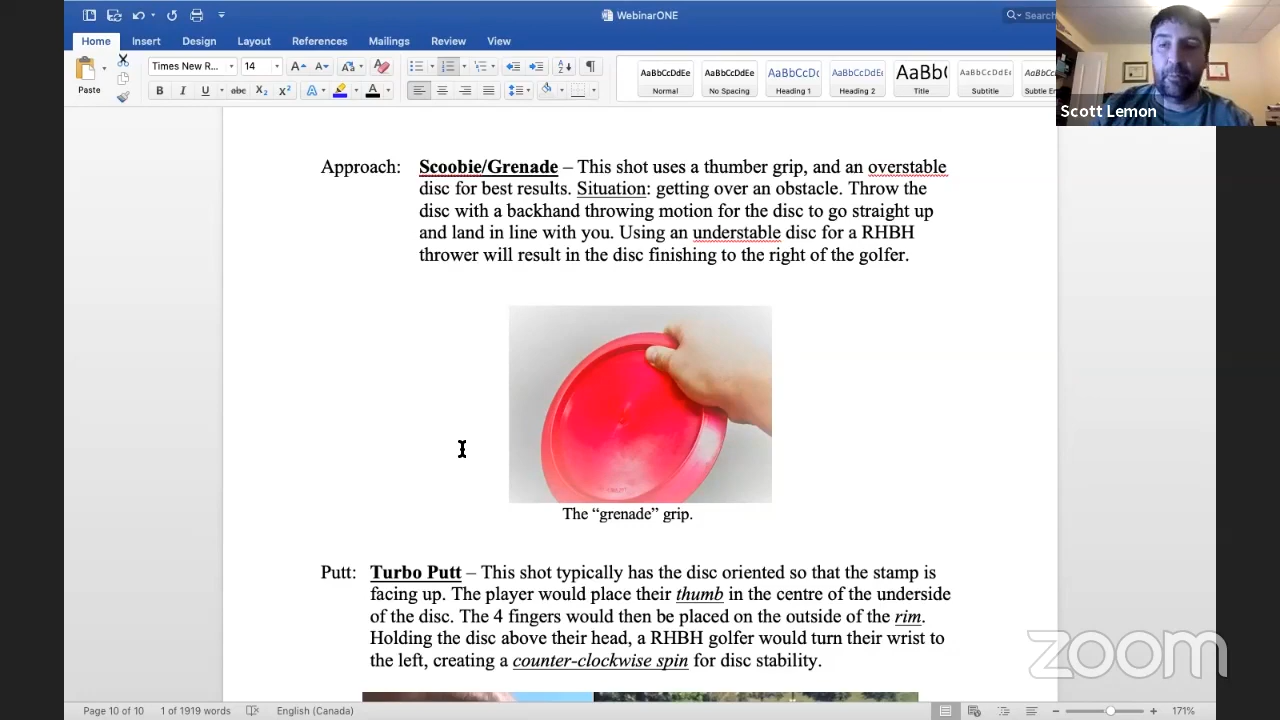 WebinarONE
Search
Home Insert Design Layout References Mailings Review View
Paste
Times New R...
14
AaBbCcDdEe
Normal
AaBbCcDdEe
No Spacing
AaBbCcDc
Heading 1
AaBbCcDdEe
Heading 2
AaBb(
Title
AaBbCcDdEe
Subtitle
AaBbCcDdEe
Subtle Em
Scott Lemon
Approach: Scoobie/Grenade – This shot uses a thumber grip, and an overstable
disc for best results. Situation: getting over an obstacle. Throw the
disc with a backhand throwing motion for the disc to go straight up
and land in line with you. Using an understable disc for a RHBH
thrower will result in the disc finishing to the right of the golfer.
The “grenade” grip.
Putt: Turbo Putt – This shot typically has the disc oriented so that the stamp is
facing up. The player would place their thumb in the centre of the underside
of the disc. The 4 fingers would then be placed on the outside of the rim.
Holding the disc above their head, a RHBH golfer would turn their wrist to
the left, creating a counter-clockwise spin for disc stability.
zoom
Page 10 of 10 1 of 1919 words English (Canada) 171%